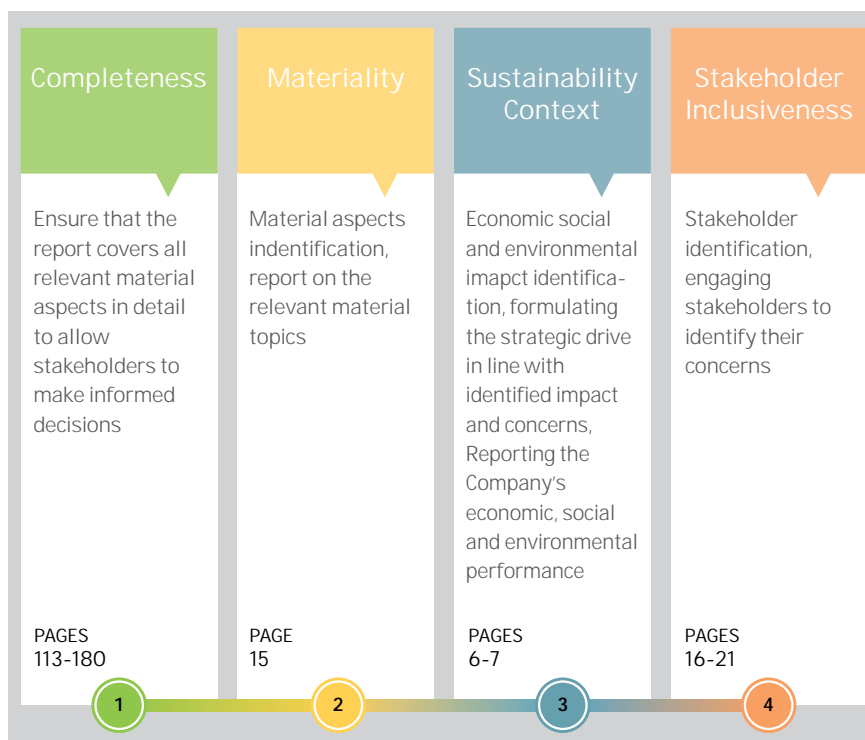 Completeness
Ensure that the
report covers all
relevant material
aspects in detail
to allow
stakeholders to
make informed
decisions
PAGES
113-180
1
Materiality
Material aspects
indentification,
report on the
relevant material
topics
PAGE
15
2
Sustainability
Context
Economic social
and environmental
imapct identifica-
tion, formulating
the strategic drive
in line with
identified impact
and concerns,
Reporting the
Company's
economic, social
and environmental
performance
PAGES
6-7
3
Stakeholder
Inclusiveness
Stakeholder
identification,
engaging
stakeholders to
identify their
concerns
PAGES
16-21
4